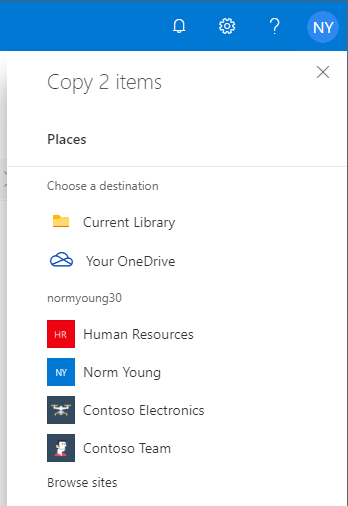 NY
Copy 2 items
Places
Choose a destination
Current Library
Your OneDrive
normyoung30
HR Human Resources
NY Norm Young
Contoso Electronics
Contoso Team
Browse sites